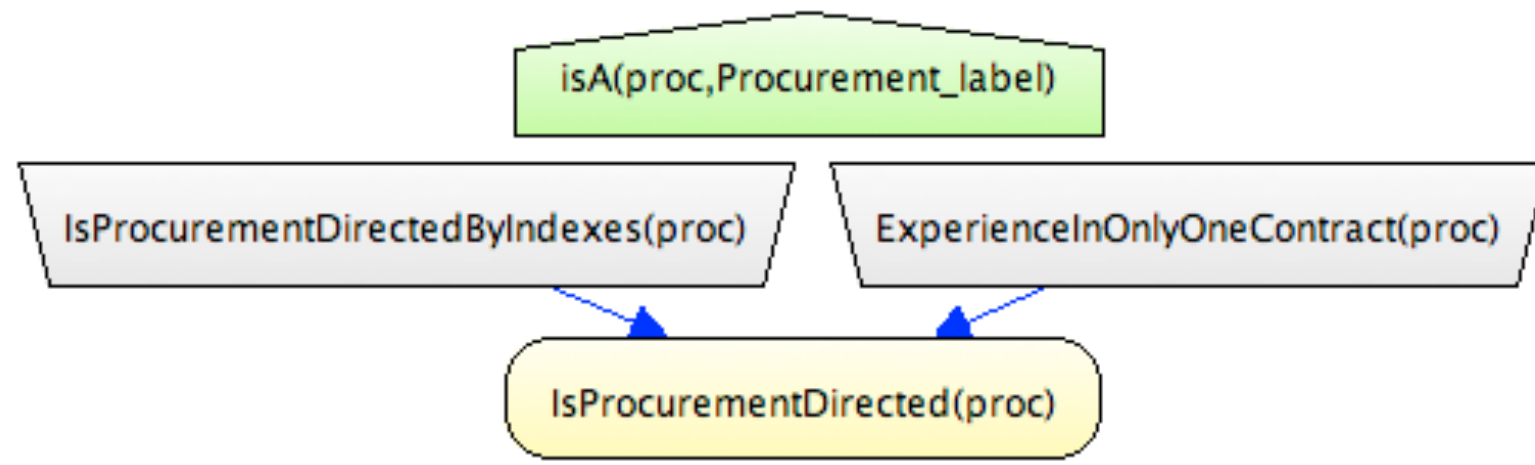 isA(proc,Procurement_label)
IsProcurementDirectedByIndexes(proc)
ExperienceInOnlyOneContract(proc)
IsProcurementDirected(proc)